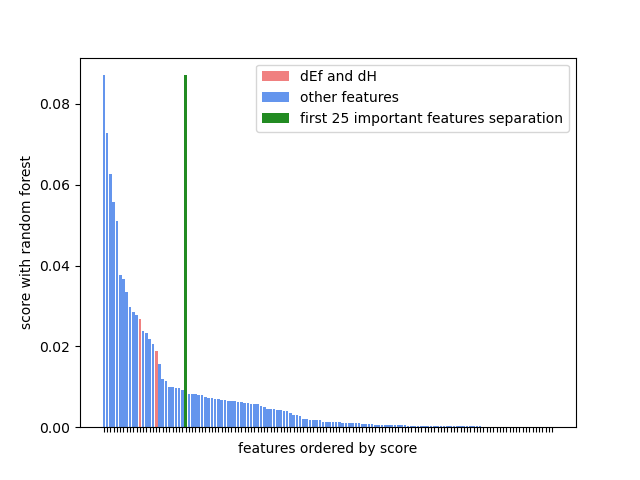 dEf and dH
other features
first 25 important features separation
0.08
0.06
0.04
0.02
0.00
score with random forest
features ordered by score